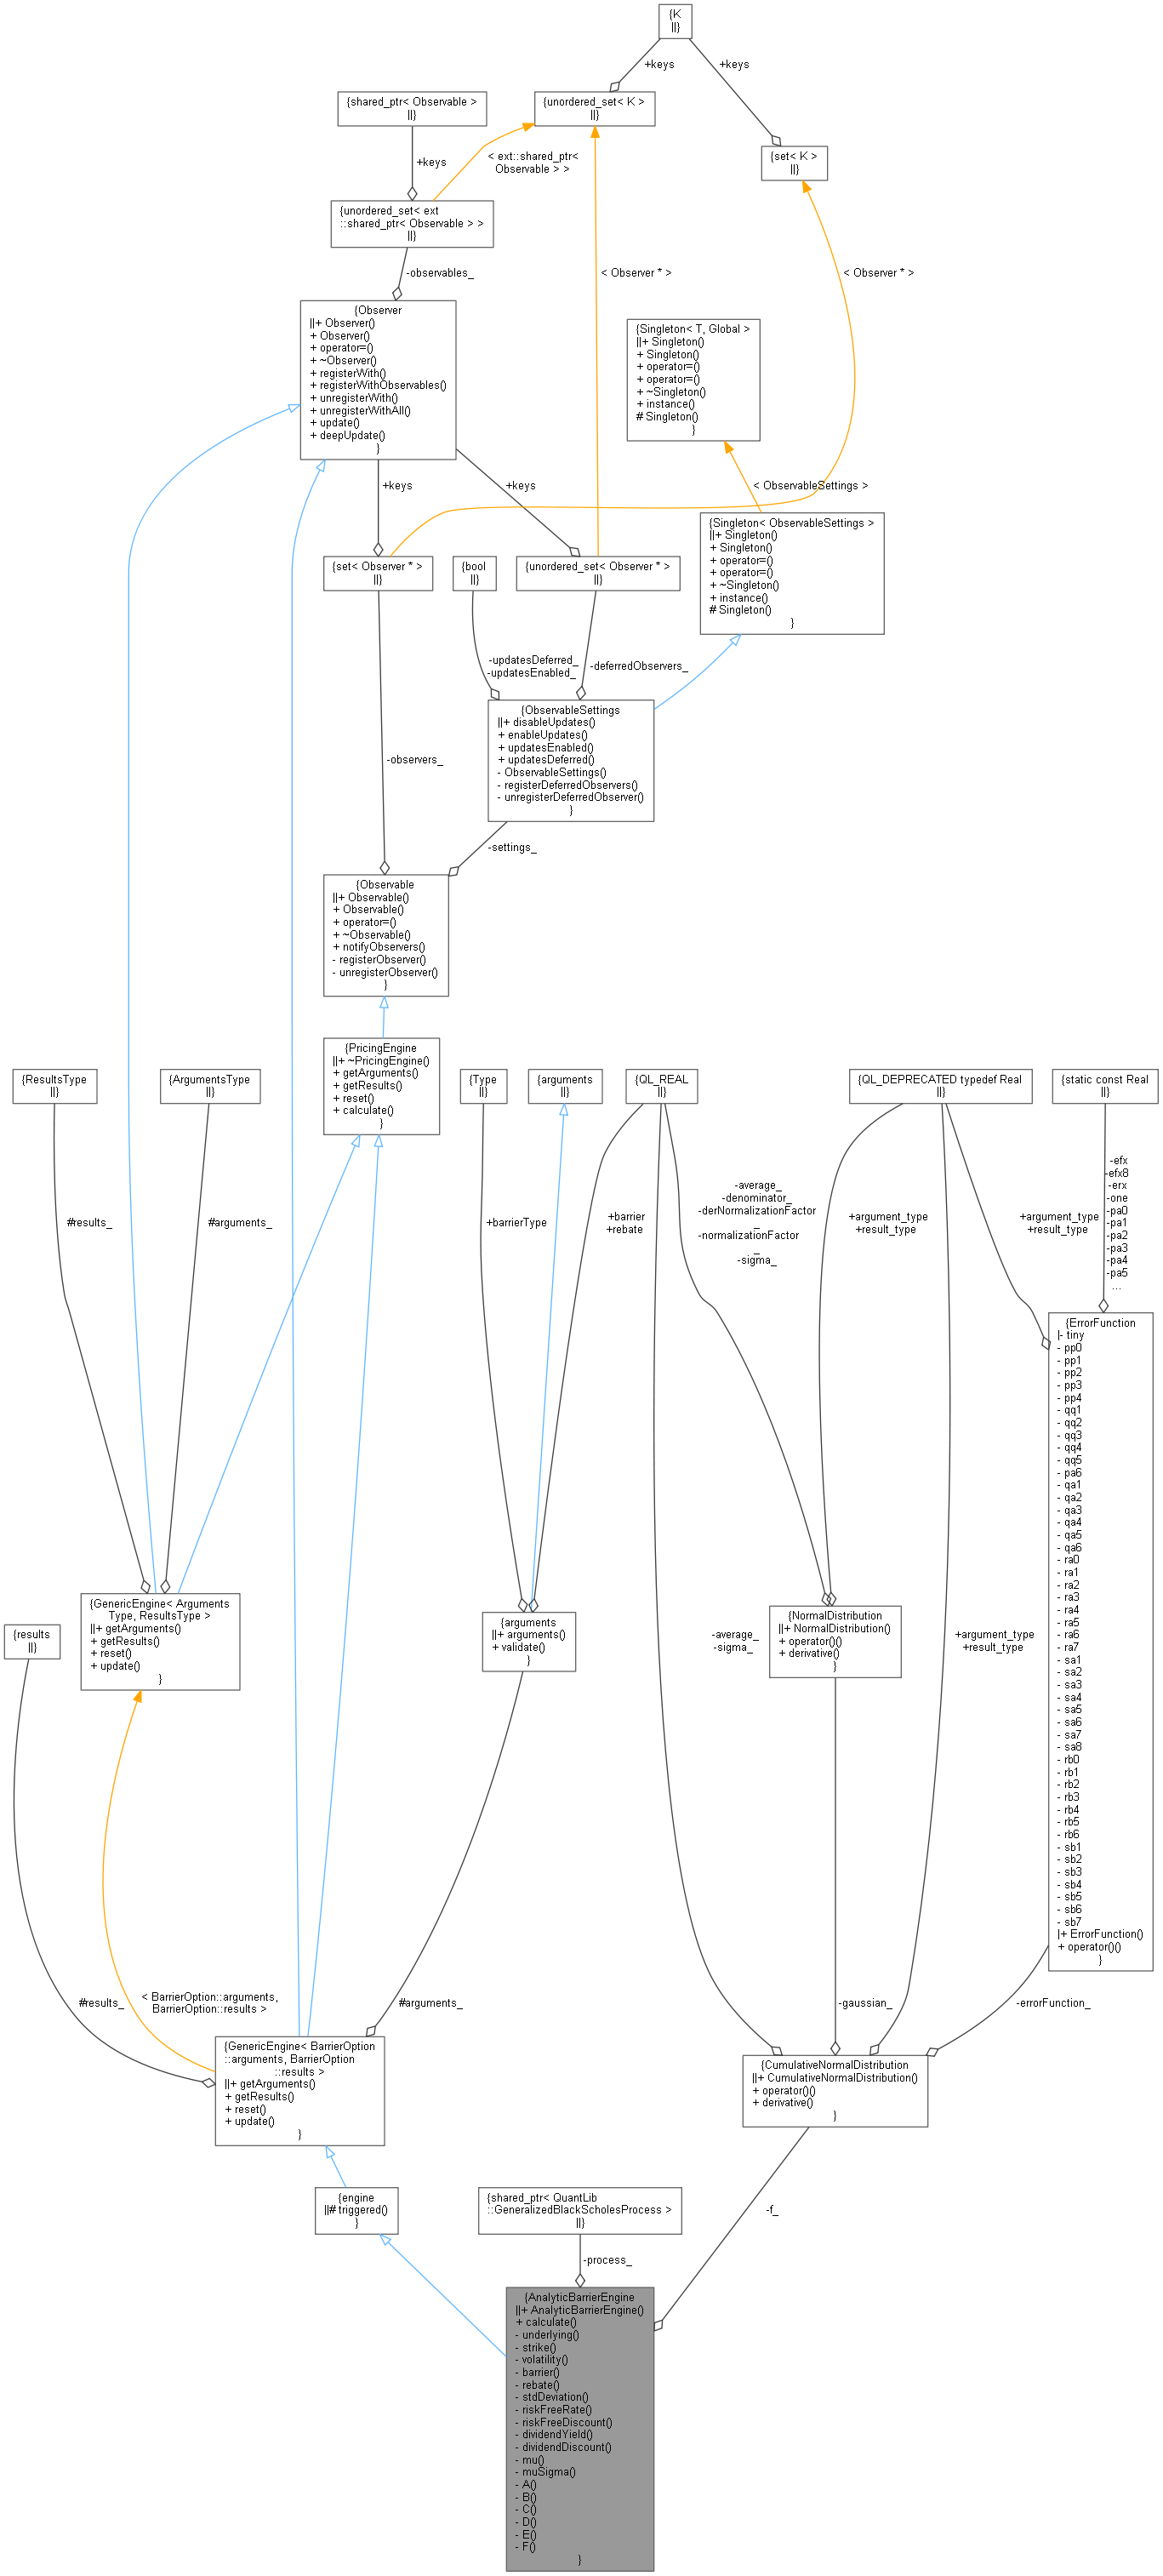 {K
||}
+keys
+keys
{shared_ptr< Observable >
||}
{unordered_set< K >
||}
{set< K >
||}
+keys
< ext::shared_ptr<
Observable > >
{unordered_set< ext
::shared_ptr< Observable > >
||}
-observables_
< Observer * >
< Observer * >
{Observer
||+ Observer()
+ Observer()
+ operator=()
+ ~Observer()
+ registerWith()
+ registerWithObservables()
+ unregisterWith()
+ unregisterWithAll()
+ update()
+ deepUpdate()
}
{Singleton< T, Global >
||+ Singleton()
+ Singleton()
+ operator=()
+ operator=()
+ ~Singleton()
+ instance()
# Singleton()
}
+keys
+keys
< ObservableSettings >
{set< Observer * >
||}
{bool
||}
{unordered_set< Observer * >
||}
{Singleton< ObservableSettings >
||+ Singleton()
+ Singleton()
+ operator=()
+ operator=()
+ ~Singleton()
+ instance()
# Singleton()
}
-updatesDeferred_
-updatesEnabled_
-deferredObservers_
-observers_
{ObservableSettings
||+ disableUpdates()
+ enableUpdates()
+ updatesEnabled()
+ updatesDeferred()
- ObservableSettings()
- registerDeferredObservers()
- unregisterDeferredObserver()
}
-settings_
{Observable
||+ Observable()
+ Observable()
+ operator=()
+ ~Observable()
+ notifyObservers()
- registerObserver()
- unregisterObserver()
}
{PricingEngine
||+ ~PricingEngine()
+ getArguments()
+ getResults()
+ reset()
+ calculate()
}
{ResultsType
||}
{ArgumentsType
||}
{Type
||}
{arguments
||}
{QL_REAL
||}
{QL_DEPRECATED typedef Real
||}
{static const Real
||}
#results_
#arguments_
+barrierType
+barrier
+rebate
-average_
-denominator_
-derNormalizationFactor
_
-normalizationFactor
_
-sigma_
+argument_type
+result_type
+argument_type
+result_type
-efx
-efx8
-erx
-one
-pa0
-pa1
-pa2
-pa3
-pa4
-pa5
...
{ErrorFunction
|- tiny
- pp0
- pp1
- pp2
- pp3
- pp4
- qq1
- qq2
- qq3
- qq4
- qq5
- pa6
- qa1
- qa2
- qa3
- qa4
- qa5
- qa6
- ra0
- ra1
- ra2
- ra3
- ra4
- ra5
- ra6
- ra7
- sa1
- sa2
- sa3
- sa4
- sa5
- sa6
- sa7
- sa8
- rb0
- rb1
- rb2
- rb3
- rb4
- rb5
- rb6
- sb1
- sb2
- sb3
- sb4
- sb5
- sb6
- sb7
|+ ErrorFunction()
+ operator()()
}
{results
||}
{GenericEngine< Arguments
Type, ResultsType >
||+ getArguments()
+ getResults()
+ reset()
+ update()
}
{arguments
||+ arguments()
+ validate()
}
-average_
-sigma_
{NormalDistribution
||+ NormalDistribution()
+ operator()()
+ derivative()
}
+argument_type
+result_type
#results_
< BarrierOption::arguments,
BarrierOption::results >
#arguments_
-gaussian_
-errorFunction_
{GenericEngine< BarrierOption
::arguments, BarrierOption
::results >
||+ getArguments()
+ getResults()
+ reset()
+ update()
}
{CumulativeNormalDistribution
||+ CumulativeNormalDistribution()
+ operator()()
+ derivative()
}
{engine
||# triggered()
}
{shared_ptr< QuantLib
::GeneralizedBlackScholesProcess >
||}
-f_
-process_
{AnalyticBarrierEngine
||+ AnalyticBarrierEngine()
+ calculate()
- underlying()
- strike()
- volatility()
- barrier()
- rebate()
- stdDeviation()
- riskFreeRate()
- riskFreeDiscount()
- dividendYield()
- dividendDiscount()
- mu()
- muSigma()
- A()
- B()
- C()
- D()
- E()
- F()
}